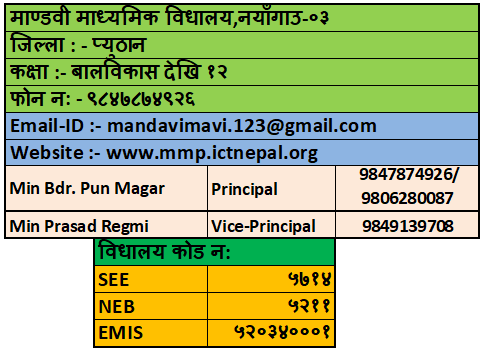 माण्डवी माध्यमिक विधालय,नयाँगाउ-०३
जिल्ला : - प्युठान
कक्षा :- बालविकास देखि १२
फोन न: - ९८४७८७४९२६
Email-ID :- mandavimavi.123@gmail.com
Website :- www.mmp.ictnepal.org
Min Bdr. Pun Magar Principal 9847874926/
9806280087
Min Prasad Regmi Vice-Principal 9849139708
विधालय कोड न:
SEE ५७१४
NEB ५२११
EMIS ५२०३४०००१